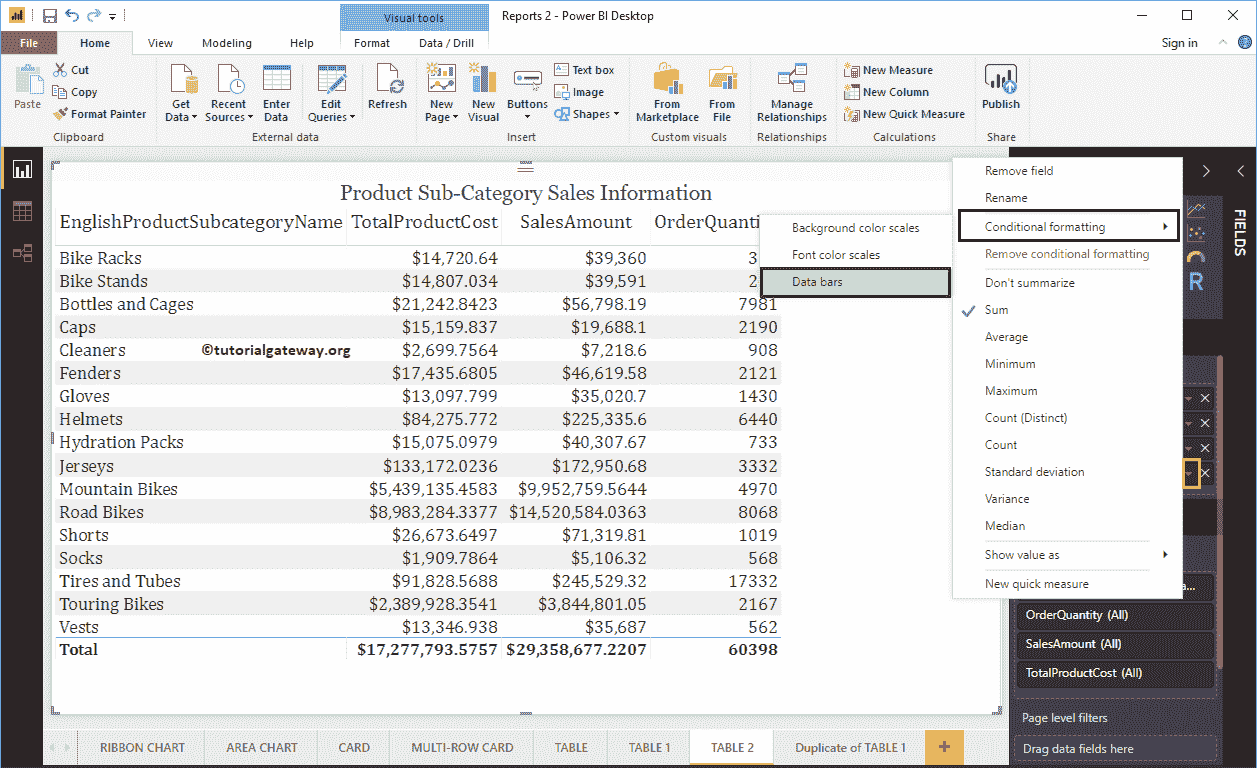 Visual tools
Reports 2 - Power BI Desktop
File Home View Modeling Help Format Data / Drill Sign in
Paste
Cut
Copy
Format Painter
Clipboard
Get Data
Recent Sources
Enter Data
Edit Queries
External data
Refresh
New Page
New Visual
Buttons
Text box
Image
Shapes
Insert
From Marketplace
From File
Custom visuals
Manage Relationships
Relationships
New Measure
New Column
New Quick Measure
Calculations
Publish
Share
Product Sub-Category Sales Information
EnglishProductSubcategoryName TotalProductCost SalesAmount OrderQuanti
Bike Racks $14,720.64 $39,360 3
Bike Stands $14,807.034 $39,591 2
Bottles and Cages $21,242.8423 $56,798.19 7981
Caps $15,159.837 $19,688.1 2190
Cleaners $2,699.7564 $7,218.6 908
©tutorialgateway.org
Fenders $17,435.6805 $46,619.58 2121
Gloves $13,097.799 $35,020.7 1430
Helmets $84,275.772 $225,335.6 6440
Hydration Packs $15,075.0979 $40,307.67 733
Jerseys $133,172.0236 $172,950.68 3332
Mountain Bikes $5,439,135.4583 $9,952,759.5644 4970
Road Bikes $8,983,284.3377 $14,520,584.0363 8068
Shorts $26,673.6497 $71,319.81 1019
Socks $1,909.7864 $5,106.32 568
Tires and Tubes $91,828.5688 $245,529.32 17332
Touring Bikes $2,389,928.3541 $3,844,801.05 2167
Vests $13,346.938 $35,687 562
Total $17,277,793.5757 $29,358,677.2207 60398
Background color scales
Font color scales
Data bars
Remove field
Rename
Conditional formatting
Remove conditional formatting
Don't summarize
Sum
Average
Minimum
Maximum
Count (Distinct)
Count
Standard deviation
Variance
Median
Show value as
New quick measure
R
FIELDS
a...
OrderQuantity (All)
SalesAmount (All)
TotalProductCost (All)
Page level filters
Drag data fields here
RIBBON CHART AREA CHART CARD MULTI-ROW CARD TABLE TABLE 1 TABLE 2 Duplicate of TABLE 1 +